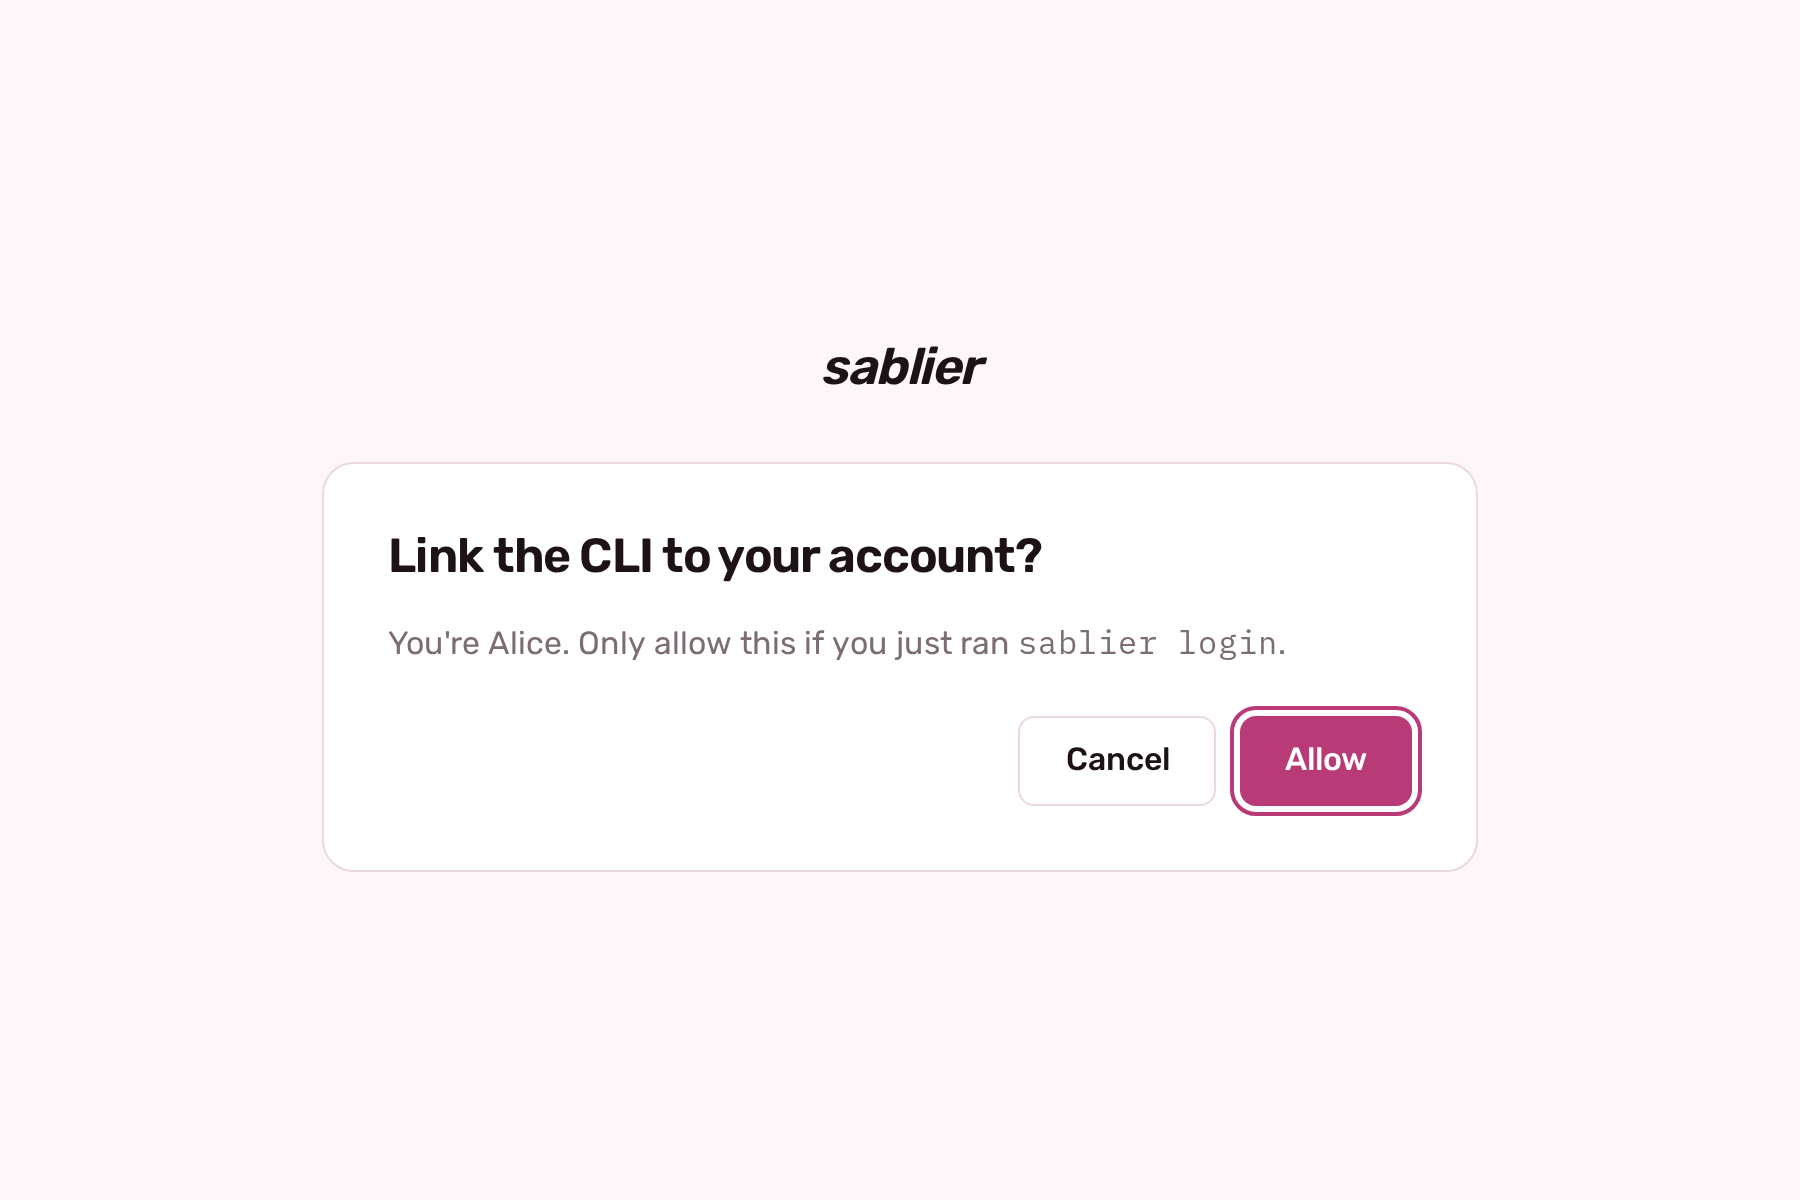 sablier
Link the CLI to your account?
You're Alice. Only allow this if you just ran sablier login.
Cancel
Allow